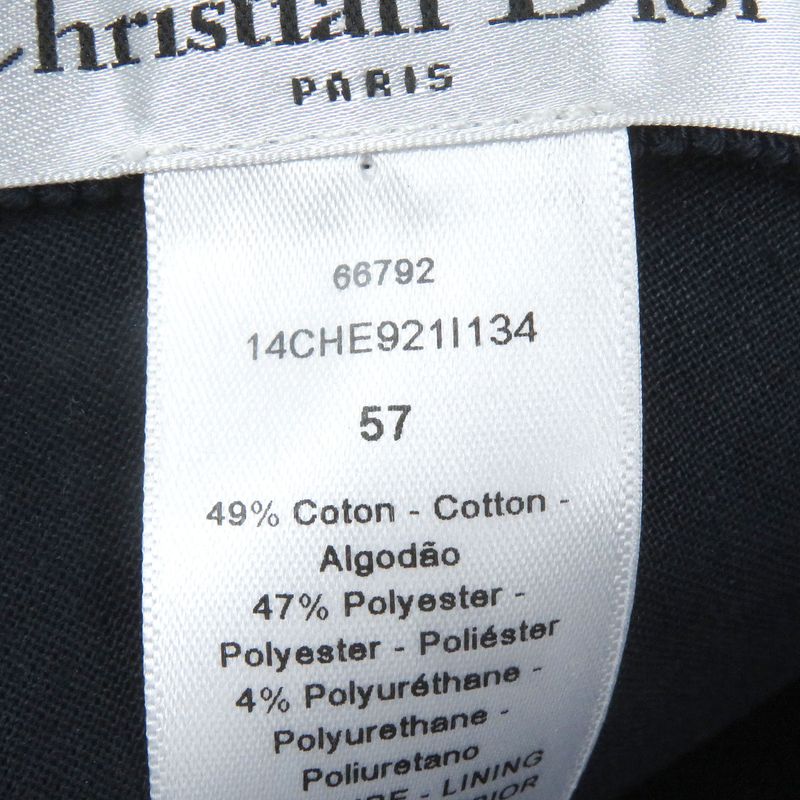 Christian Dior
PARIS
66792
14CHE921I134
57
49% Coton - Cotton -
Algodão
47% Polyester -
Polyester - Poliéster
4% Polyuréthane -
Polyurethane -
Poliuretano
- LINING